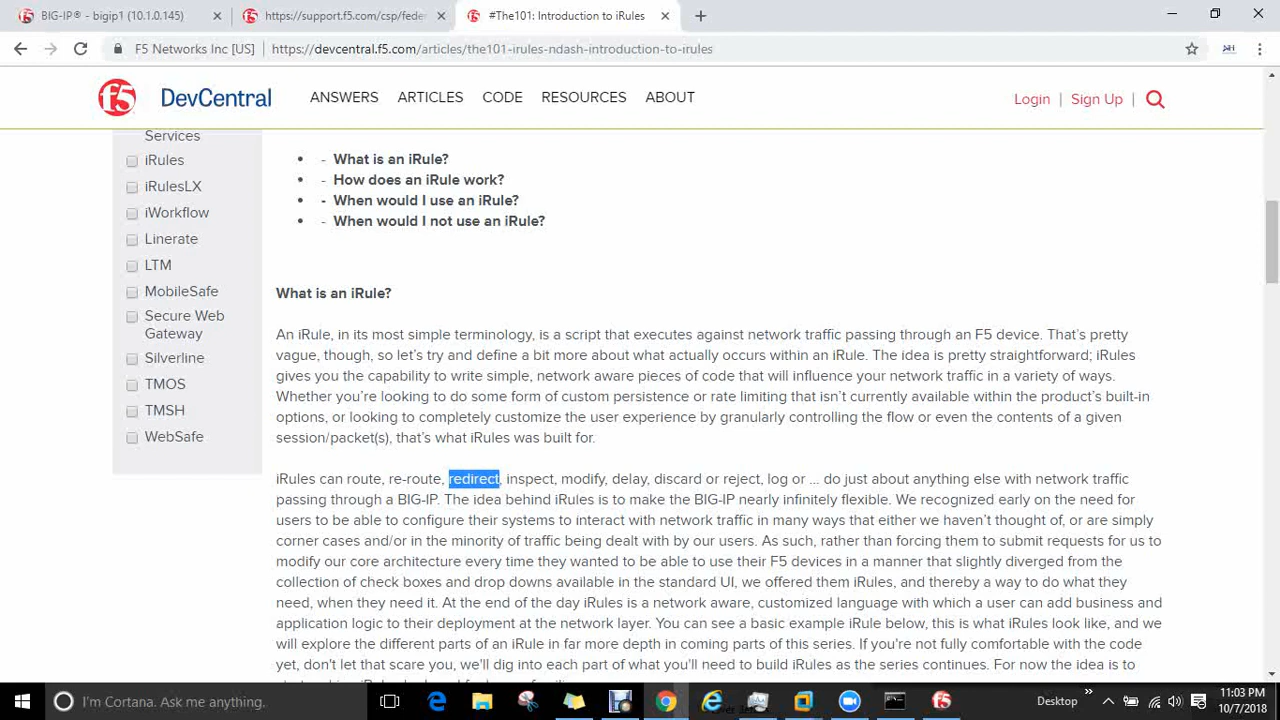 BIG-IP® - bigip1 (10.1.0.145)
https://support.f5.com/csp/fede
#The101: Introduction to iRules
F5 Networks Inc [US]
https://devcentral.f5.com/articles/the101-irules-ndash-introduction-to-irules
f5 DevCentral
ANSWERS ARTICLES CODE RESOURCES ABOUT
Login | Sign Up |
Services
iRules
iRulesLX
iWorkflow
Linerate
LTM
MobileSafe
Secure Web
Gateway
Silverline
TMOS
TMSH
WebSafe
• - What is an iRule?
• - How does an iRule work?
• - When would I use an iRule?
• - When would I not use an iRule?
What is an iRule?
An iRule, in its most simple terminology, is a script that executes against network traffic passing through an F5 device. That’s pretty
vague, though, so let’s try and define a bit more about what actually occurs within an iRule. The idea is pretty straightforward; iRules
gives you the capability to write simple, network aware pieces of code that will influence your network traffic in a variety of ways.
Whether you’re looking to do some form of custom persistence or rate limiting that isn’t currently available within the product’s built-in
options, or looking to completely customize the user experience by granularly controlling the flow or even the contents of a given
session/packet(s), that’s what iRules was built for.
iRules can route, re-route, redirect, inspect, modify, delay, discard or reject, log or … do just about anything else with network traffic
passing through a BIG-IP. The idea behind iRules is to make the BIG-IP nearly infinitely flexible. We recognized early on the need for
users to be able to configure their systems to interact with network traffic in many ways that either we haven’t thought of, or are simply
corner cases and/or in the minority of traffic being dealt with by our users. As such, rather than forcing them to submit requests for us to
modify our core architecture every time they wanted to be able to use their F5 devices in a manner that slightly diverged from the
collection of check boxes and drop downs available in the standard UI, we offered them iRules, and thereby a way to do what they
need, when they need it. At the end of the day iRules is a network aware, customized language with which a user can add business and
application logic to their deployment at the network layer. You can see a basic example iRule below, this is what iRules look like, and we
will explore the different parts of an iRule in far more depth in coming parts of this series. If you're not fully comfortable with the code
yet, don't let that scare you, we'll dig into each part of what you'll need to build iRules as the series continues. For now the idea is to
I'm Cortana. Ask me anything.
Desktop
11:03 PM
10/7/2018